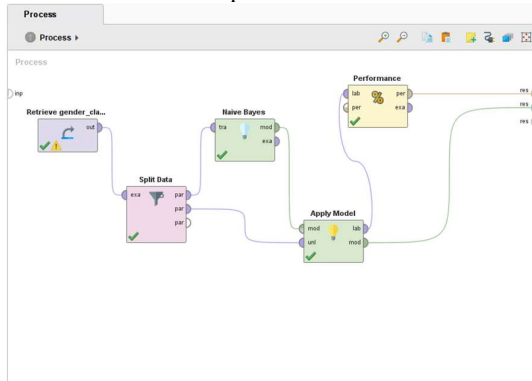 Process
Process
Process
inp
Retrieve gender_cla...
out
Naive Bayes
tra
mod
exa
Performance
lab
per
per
exa
res
res
res
Split Data
exa
par
par
par
Apply Model
mod
lab
unl
mod